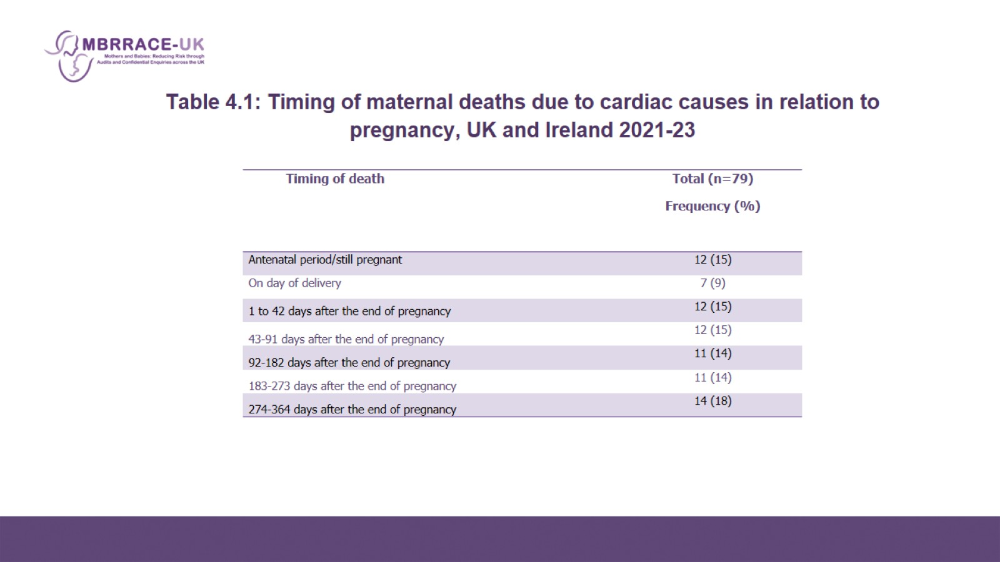 MBRRACE-UK
Mothers and Babies: Reducing Risk through
Audits and Confidential Enquiries across the UK
Table 4.1: Timing of maternal deaths due to cardiac causes in relation to
pregnancy, UK and Ireland 2021-23
Timing of death Total (n=79)
Frequency (%)
Antenatal period/still pregnant 12 (15)
On day of delivery 7 (9)
1 to 42 days after the end of pregnancy 12 (15)
43-91 days after the end of pregnancy 12 (15)
92-182 days after the end of pregnancy 11 (14)
183-273 days after the end of pregnancy 11 (14)
274-364 days after the end of pregnancy 14 (18)